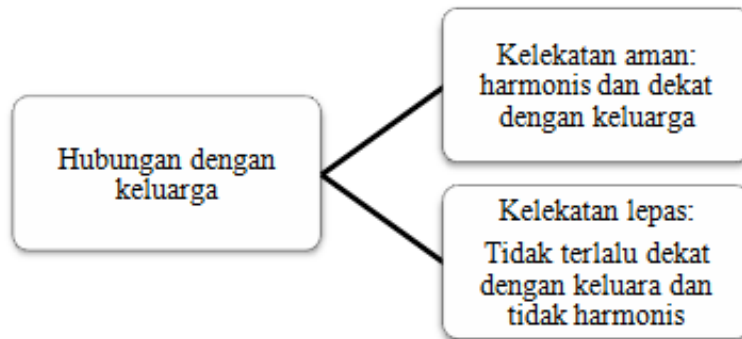 Hubungan dengan
keluarga
Kelekatan aman:
harmonis dan dekat
dengan keluarga
Kelekatan lepas:
Tidak terlalu dekat
dengan keluara dan
tidak harmonis